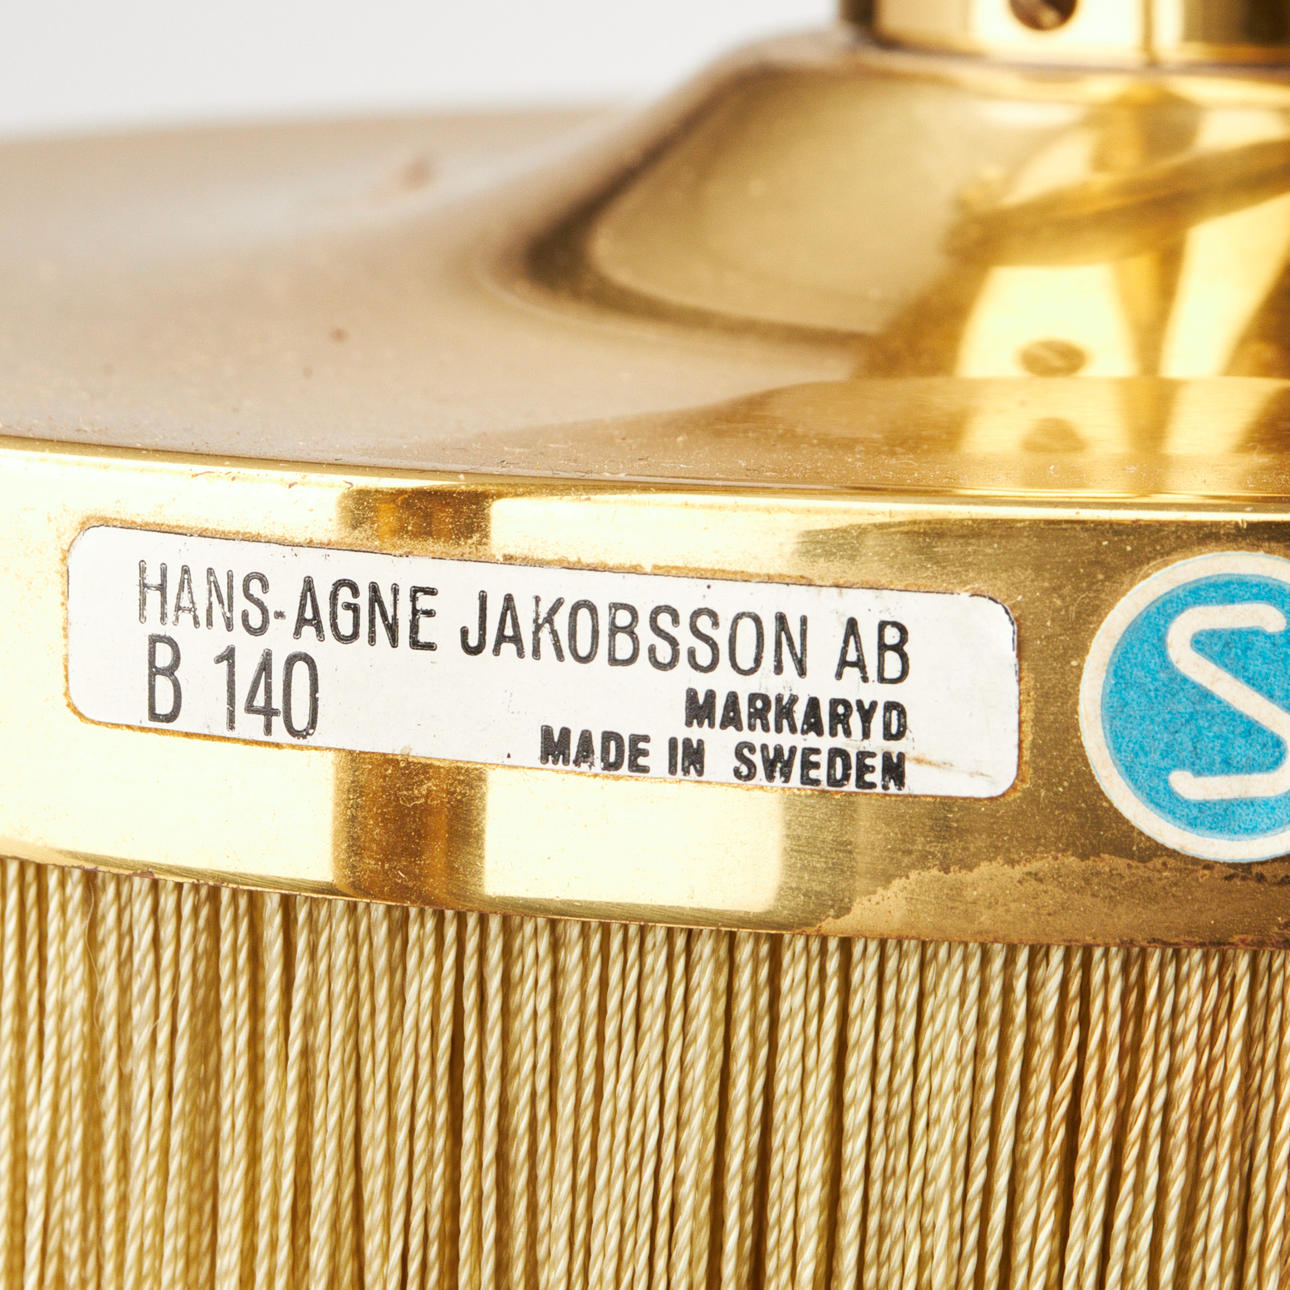 HANS-AGNE JAKOBSSON AB
B 140
MARKARYD
MADE IN SWEDEN
S